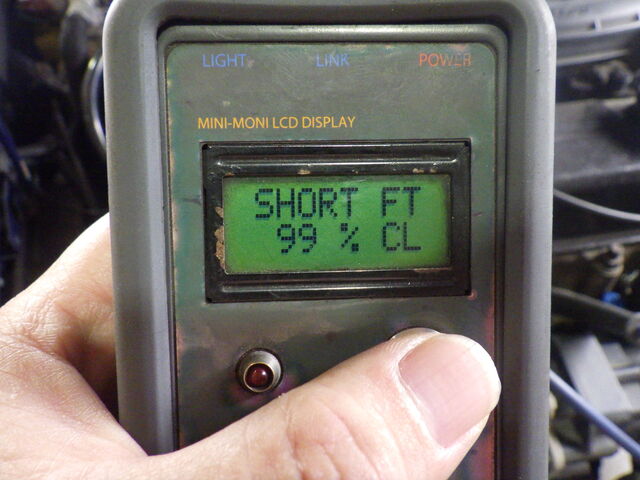 LIGHT LINK POWER
MINI-MONI LCD DISPLAY
SHORT FT
99 % CL